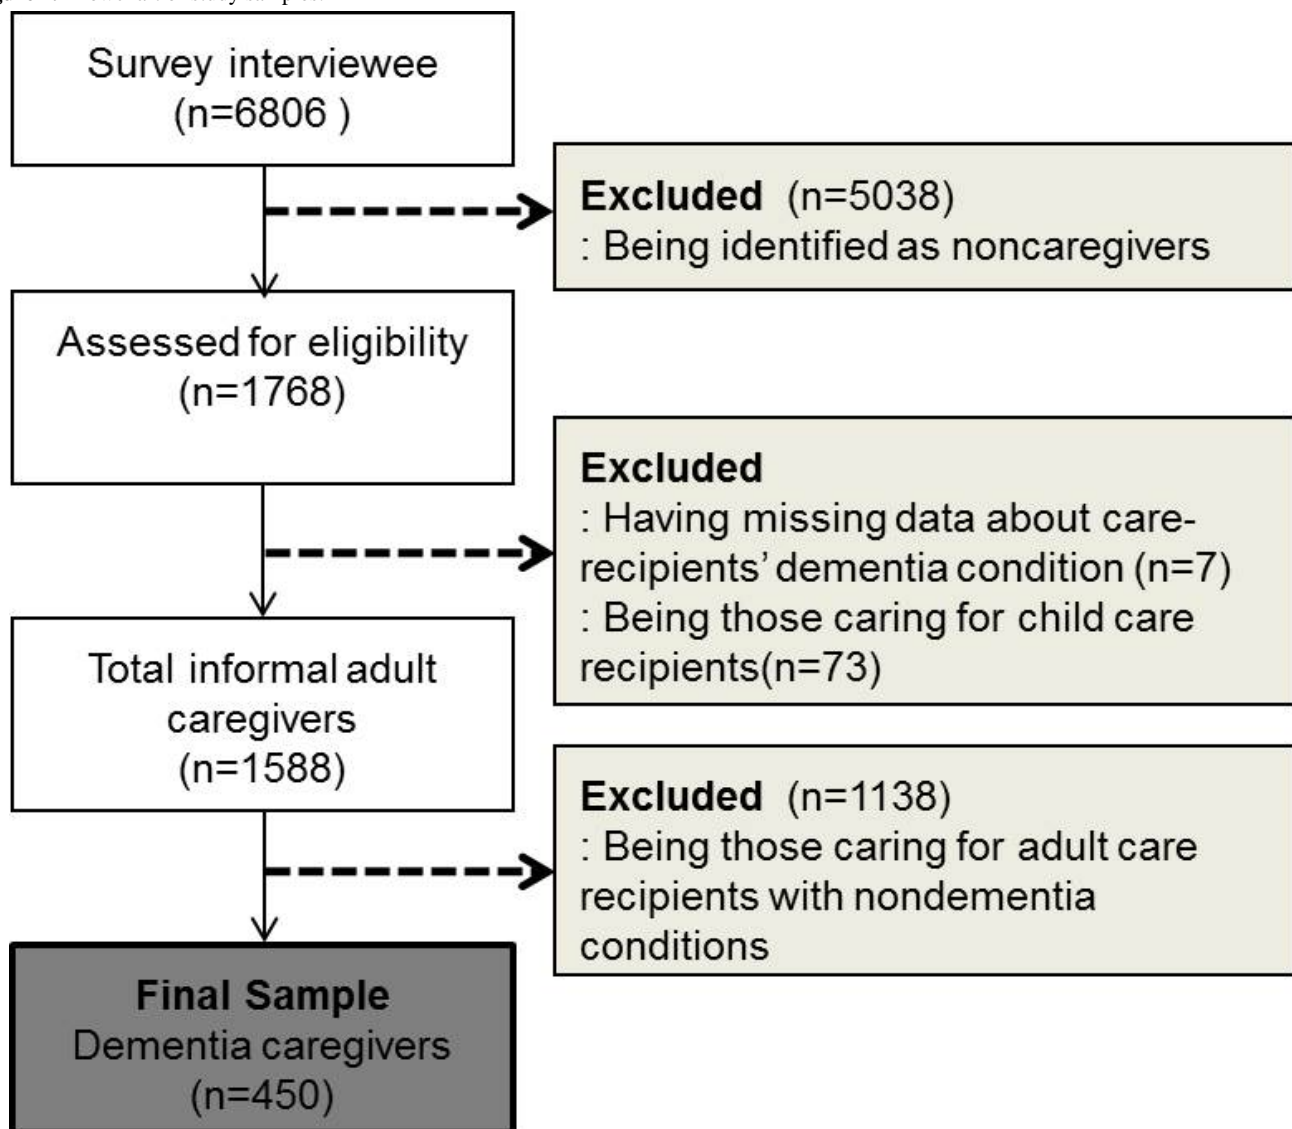 Survey interviewee
(n=6806 )
Excluded (n=5038)
: Being identified as noncaregivers
Assessed for eligibility
(n=1768)
Excluded
: Having missing data about care-
recipients’ dementia condition (n=7)
: Being those caring for child care
recipients(n=73)
Total informal adult
caregivers
(n=1588)
Excluded (n=1138)
: Being those caring for adult care
recipients with nondementia
conditions
Final Sample
Dementia caregivers
(n=450)